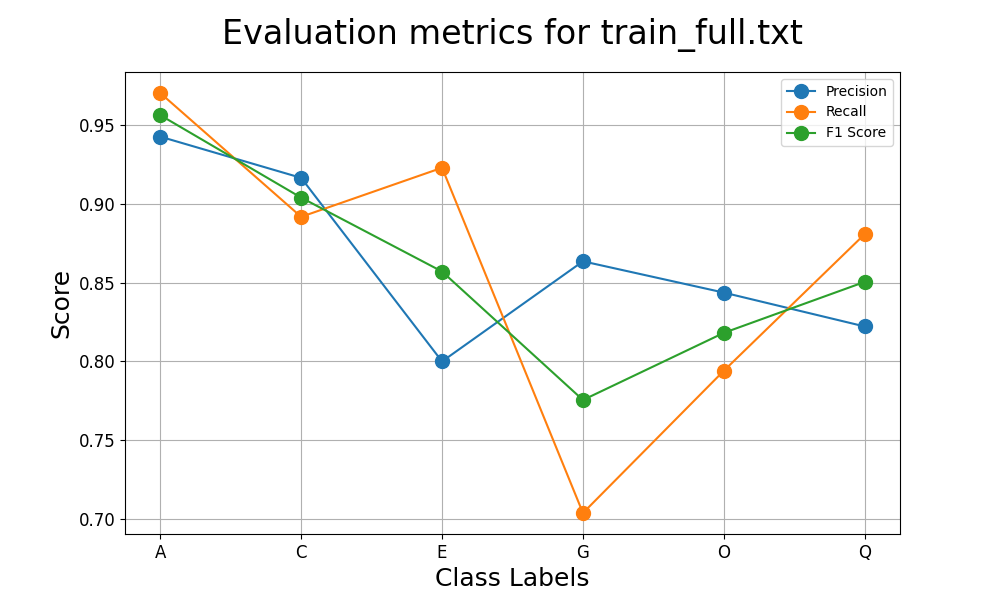 Evaluation metrics for train_full.txt
Precision
Recall
F1 Score
0.95
0.90
0.85
0.80
0.75
0.70
Score
A C E G O Q
Class Labels